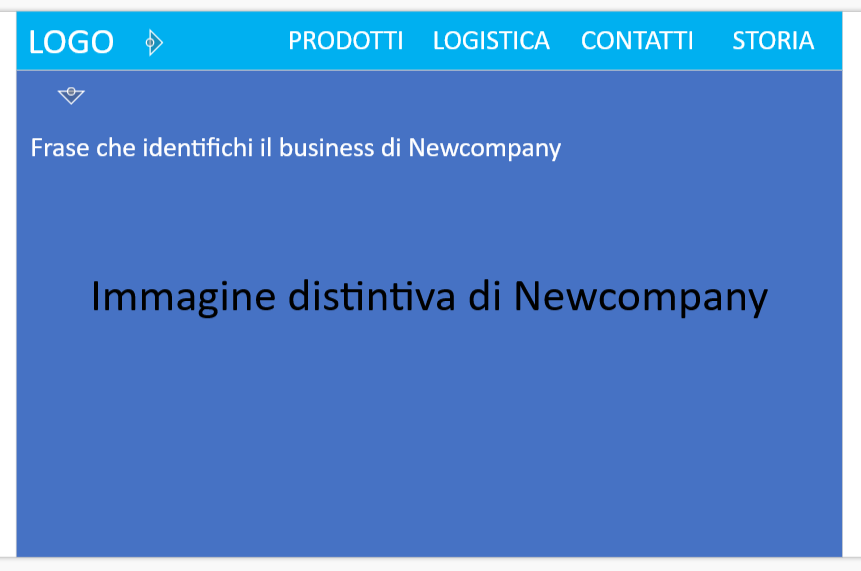 LOGO PRODOTTI LOGISTICA CONTATTI STORIA
Frase che identifichi il business di Newcompany
Immagine distintiva di Newcompany